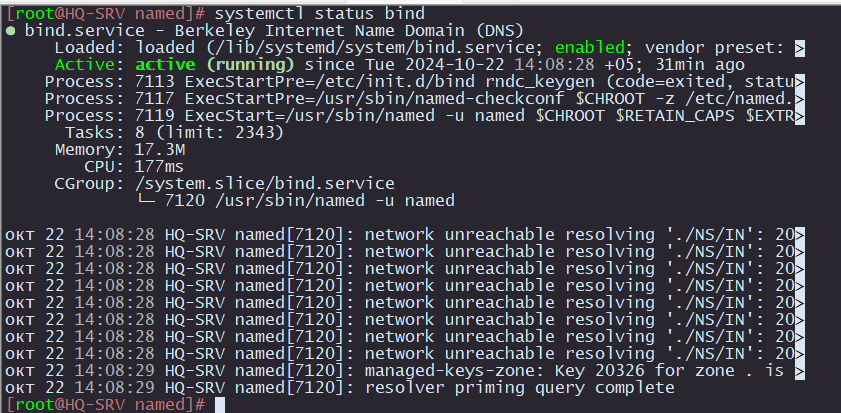 [root@HQ-SRV named]# systemctl status bind
● bind.service - Berkeley Internet Name Domain (DNS)
     Loaded: loaded (/lib/systemd/system/bind.service; enabled; vendor preset: >
     Active: active (running) since Tue 2024-10-22 14:08:28 +05; 31min ago
    Process: 7113 ExecStartPre=/etc/init.d/bind rndc_keygen (code=exited, statu>
    Process: 7117 ExecStartPre=/usr/sbin/named-checkconf $CHROOT -z /etc/named.>
    Process: 7119 ExecStart=/usr/sbin/named -u named $CHROOT $RETAIN_CAPS $EXTR>
      Tasks: 8 (limit: 2343)
     Memory: 17.3M
        CPU: 177ms
     CGroup: /system.slice/bind.service
             └─ 7120 /usr/sbin/named -u named
окт 22 14:08:28 HQ-SRV named[7120]: network unreachable resolving './NS/IN': 20>
окт 22 14:08:28 HQ-SRV named[7120]: network unreachable resolving './NS/IN': 20>
окт 22 14:08:28 HQ-SRV named[7120]: network unreachable resolving './NS/IN': 20>
окт 22 14:08:28 HQ-SRV named[7120]: network unreachable resolving './NS/IN': 20>
окт 22 14:08:28 HQ-SRV named[7120]: network unreachable resolving './NS/IN': 20>
окт 22 14:08:28 HQ-SRV named[7120]: network unreachable resolving './NS/IN': 20>
окт 22 14:08:28 HQ-SRV named[7120]: network unreachable resolving './NS/IN': 20>
окт 22 14:08:28 HQ-SRV named[7120]: network unreachable resolving './NS/IN': 20>
окт 22 14:08:29 HQ-SRV named[7120]: managed-keys-zone: Key 20326 for zone . is >
окт 22 14:08:29 HQ-SRV named[7120]: resolver priming query complete
[root@HQ-SRV named]#